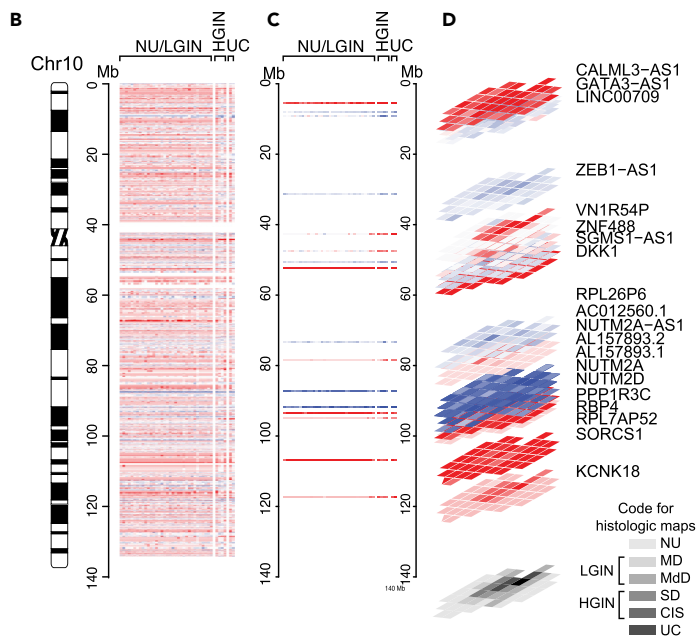 B
C
D
NU/LGIN
HGIN
UC
NU/LGIN
HGIN
UC
Chr10
Mb
Mb
Mb
0
20
40
60
80
100
120
140
0
20
40
60
80
100
120
140
0
20
40
60
80
100
120
140
140 Mb
CALML3−AS1
GATA3−AS1
LINC00709
ZEB1−AS1
VN1R54P
ZNF488
SGMS1−AS1
DKK1
RPL26P6
AC012560.1
NUTM2A−AS1
AL157893.2
AL157893.1
NUTM2A
NUTM2D
PPP1R3C
RBP4
RPL7AP52
SORCS1
KCNK18
Code for
histologic maps
NU
LGIN
MD
MdD
HGIN
SD
CIS
UC